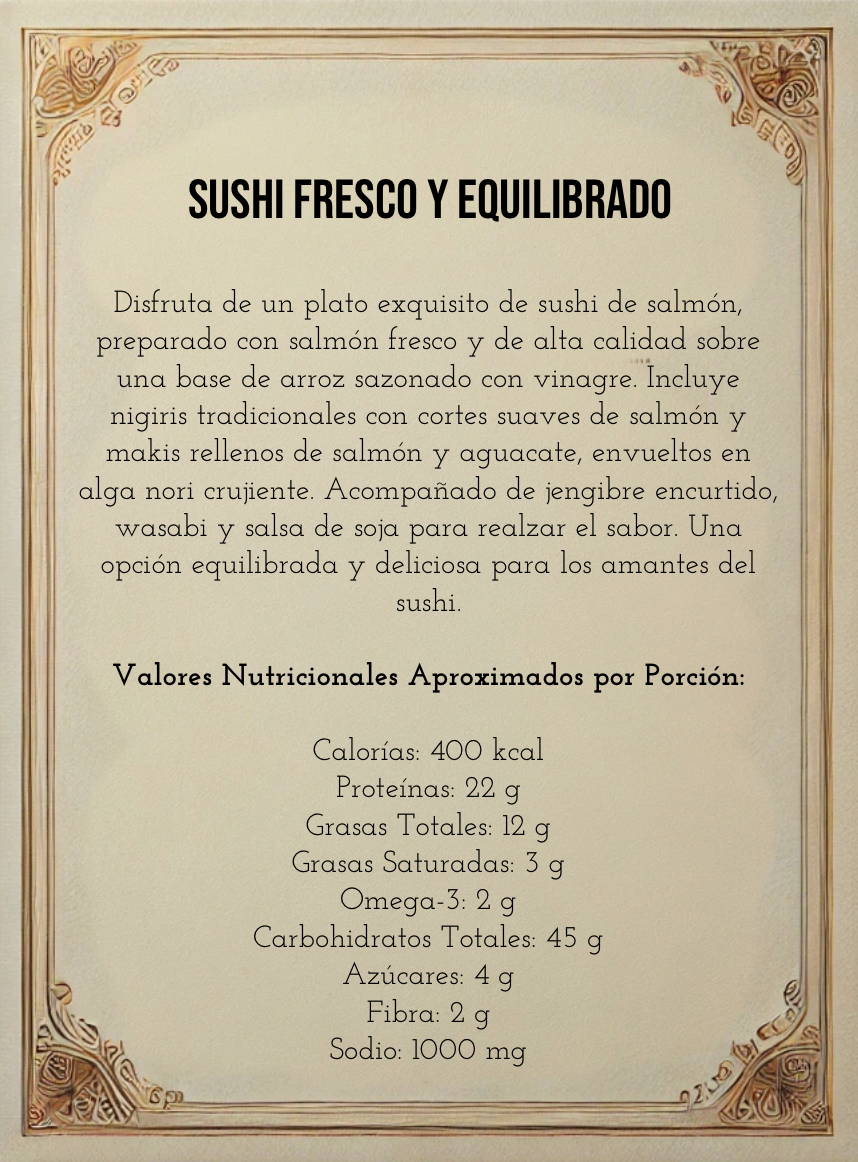 SUSHI FRESCO Y EQUILIBRADO
Disfruta de un plato exquisito de sushi de salmón,
preparado con salmón fresco y de alta calidad sobre
una base de arroz sazonado con vinagre. Incluye
nigiris tradicionales con cortes suaves de salmón y
makis rellenos de salmón y aguacate, envueltos en
alga nori crujiente. Acompañado de jengibre encurtido,
wasabi y salsa de soja para realzar el sabor. Una
opción equilibrada y deliciosa para los amantes del
sushi.
Valores Nutricionales Aproximados por Porción:
Calorías: 400 kcal
Proteínas: 22 g
Grasas Totales: 12 g
Grasas Saturadas: 3 g
Omega-3: 2 g
Carbohidratos Totales: 45 g
Azúcares: 4 g
Fibra: 2 g
Sodio: 1000 mg